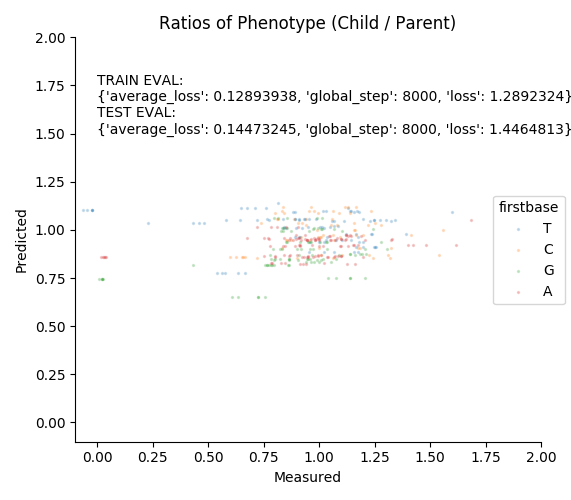 Ratios of Phenotype (Child / Parent)
2.00
1.75
1.50
1.25
1.00
0.75
0.50
0.25
0.00
Predicted
TRAIN EVAL:
{'average_loss': 0.12893938, 'global_step': 8000, 'loss': 1.2892324}
TEST EVAL:
{'average_loss': 0.14473245, 'global_step': 8000, 'loss': 1.4464813}
firstbase
T
C
G
A
0.00 0.25 0.50 0.75 1.00 1.25 1.50 1.75 2.00
Measured